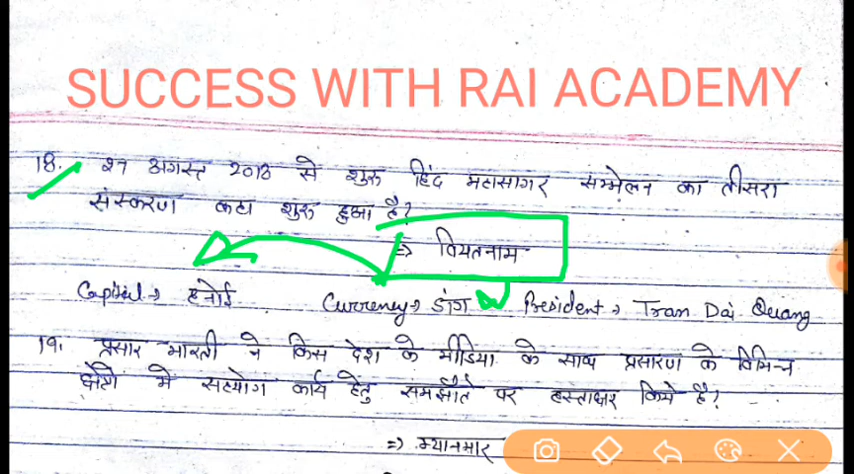 SUCCESS WITH RAI ACADEMY
18. 27 अगस्त 2018 से शुरू हिंद महासागर सम्मेलन का तीसरा
संस्करण कहा शुरू हुआ है?
⇒ वियतनाम
Capital → हनोई Currency → डांग President → Tran Dai Quang
19. प्रसार भारती ने किस देश के मीडिया के साथ प्रसारण के विभिन्न
क्षेत्रो में सहयोग कार्य हेतु समझौते पर हस्ताक्षर किये है?
⇒ म्यानमार